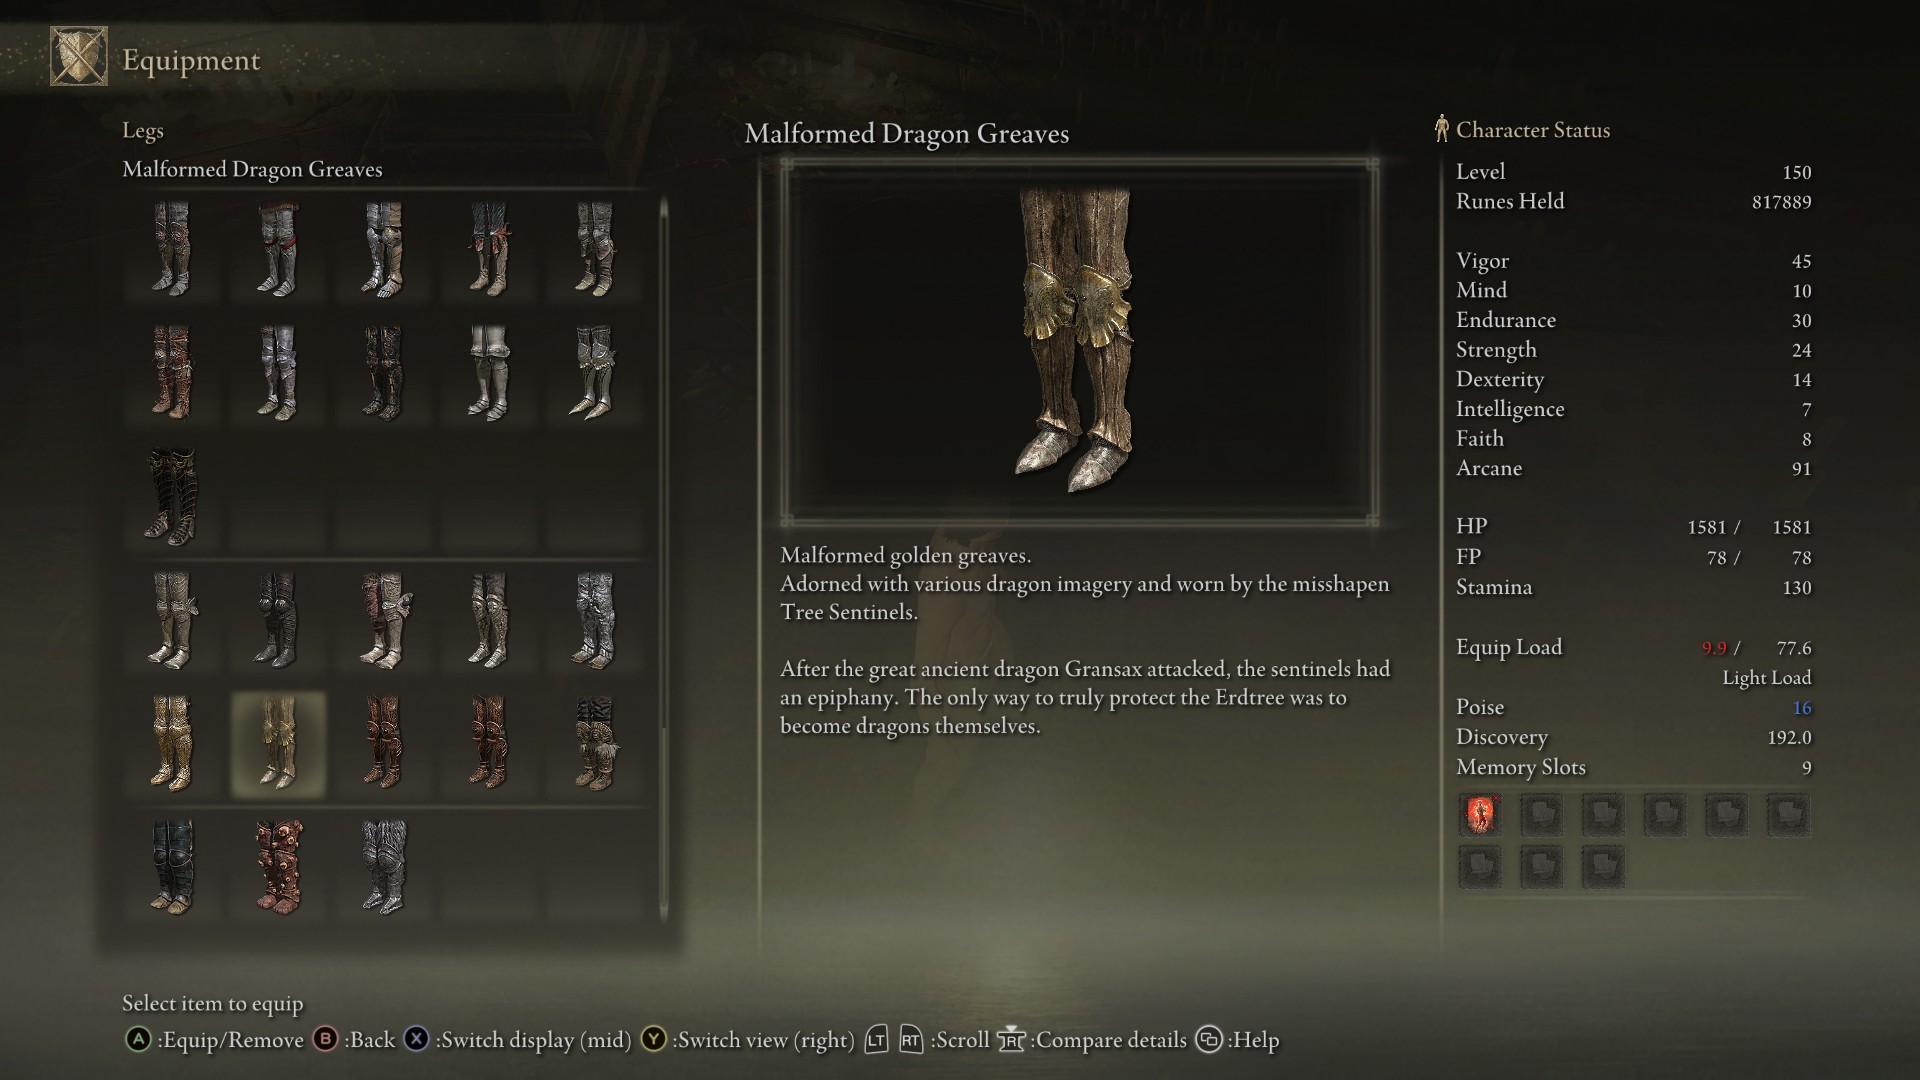 Equipment
Legs
Malformed Dragon Greaves
Malformed Dragon Greaves
Malformed golden greaves.
Adorned with various dragon imagery and worn by the misshapen
Tree Sentinels.
After the great ancient dragon Gransax attacked, the sentinels had
an epiphany. The only way to truly protect the Erdtree was to
become dragons themselves.
Character Status
Level 150
Runes Held 817889
Vigor 45
Mind 10
Endurance 30
Strength 24
Dexterity 14
Intelligence 7
Faith 8
Arcane 91
HP 1581 / 1581
FP 78 / 78
Stamina 130
Equip Load 9.9 / 77.6
Light Load
Poise 16
Discovery 192.0
Memory Slots 9
Select item to equip
A :Equip/Remove B :Back X :Switch display (mid) Y :Switch view (right) LT RT :Scroll R :Compare details :Help